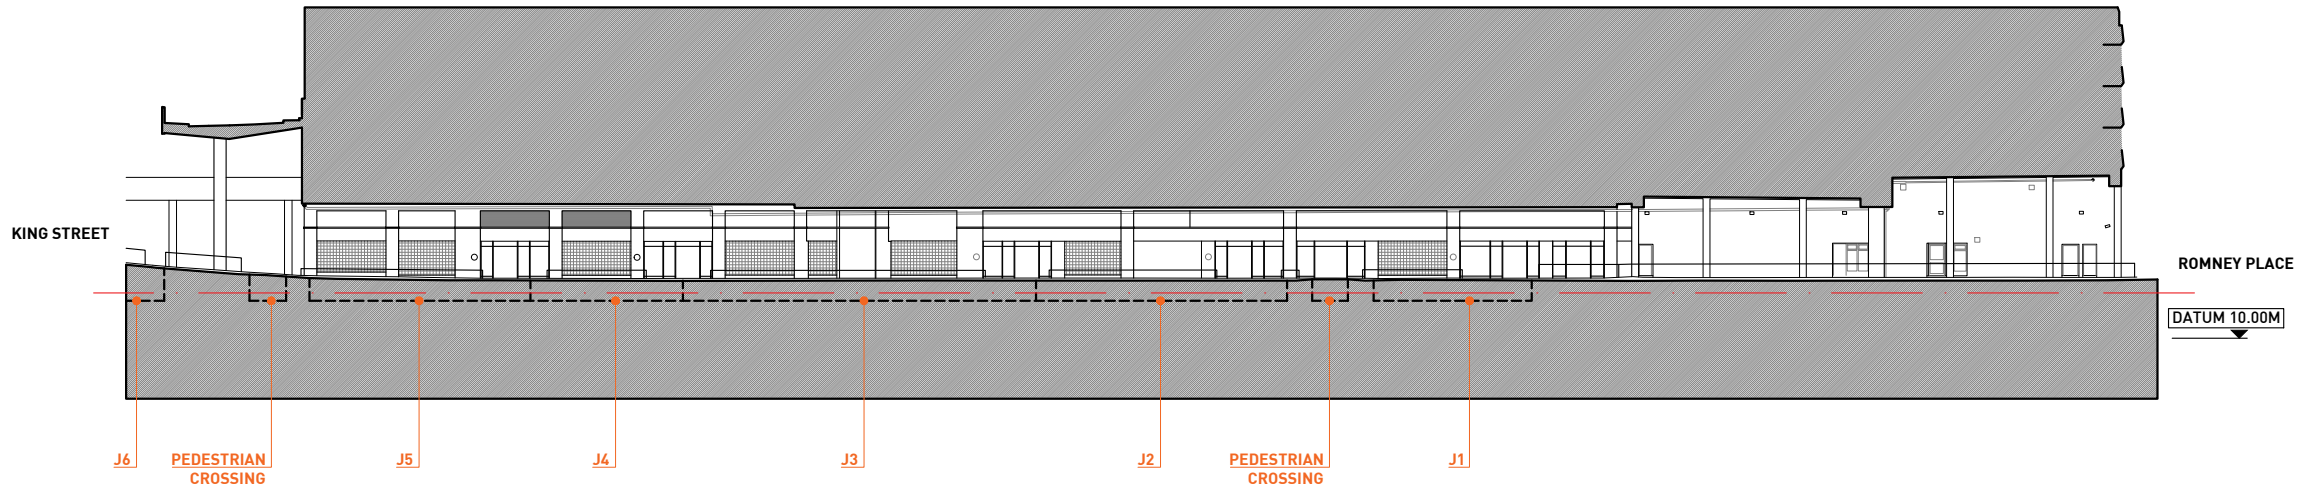 KING STREET
ROMNEY PLACE
DATUM 10.00M
J6
PEDESTRIAN
CROSSING
J5
J4
J3
J2
PEDESTRIAN
CROSSING
J1